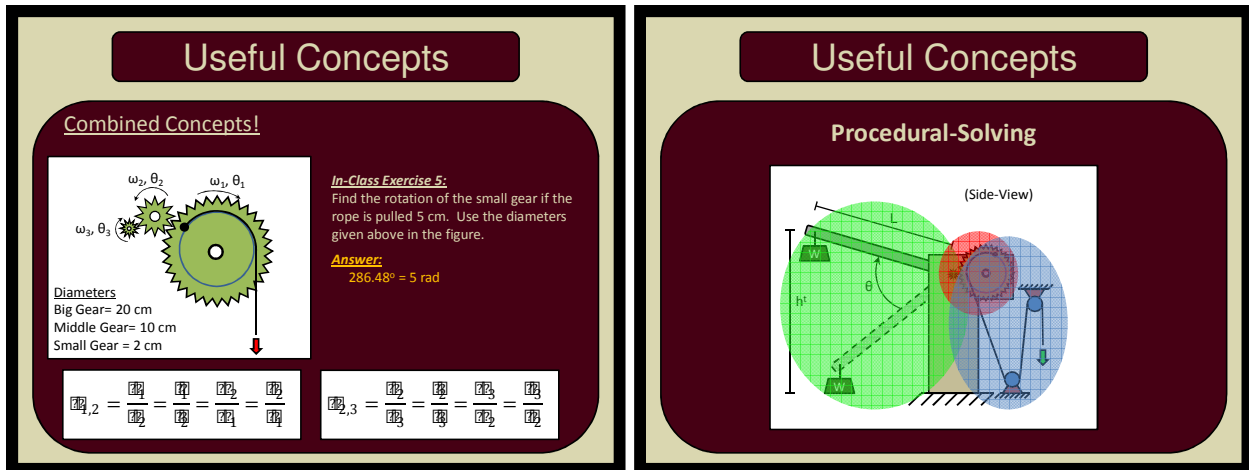 Useful Concepts
Combined Concepts!
ω₂, θ₂
ω₁, θ₁
ω₃, θ₃
Diameters
Big Gear= 20 cm
Middle Gear= 10 cm
Small Gear = 2 cm
In-Class Exercise 5:
Find the rotation of the small gear if the
rope is pulled 5 cm. Use the diameters
given above in the figure.
Answer:
286.48° = 5 rad
Useful Concepts
Procedural-Solving
(Side-View)
L
W
θ
h^t
W